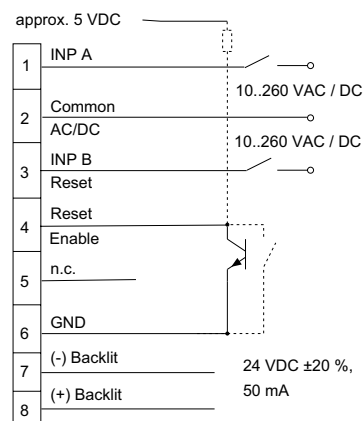 approx. 5 VDC
1 INP A
10..260 VAC / DC
2 Common
AC/DC
10..260 VAC / DC
3 INP B
Reset
4 Reset
Enable
5 n.c.
6 GND
7 (-) Backlit
24 VDC ±20 %,
50 mA
8 (+) Backlit